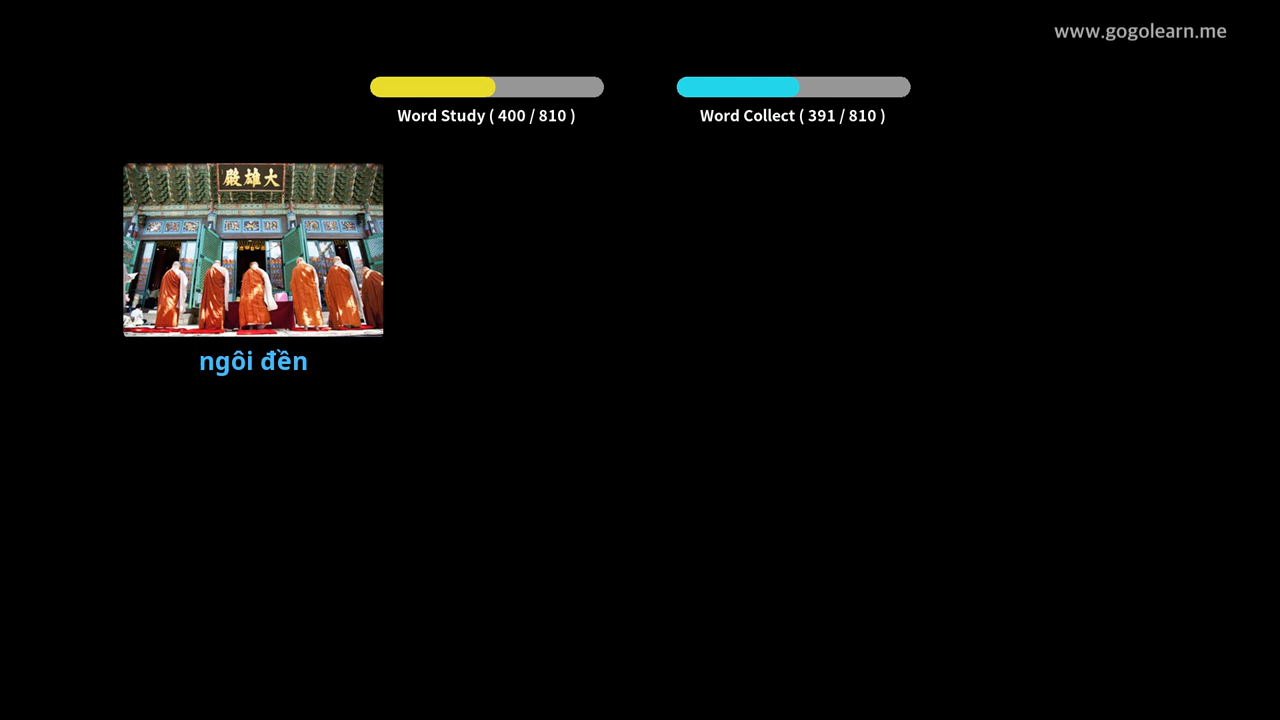 www.gogolearn.me
Word Study ( 400 / 810 )
Word Collect ( 391 / 810 )
殿雄大
ngôi đền